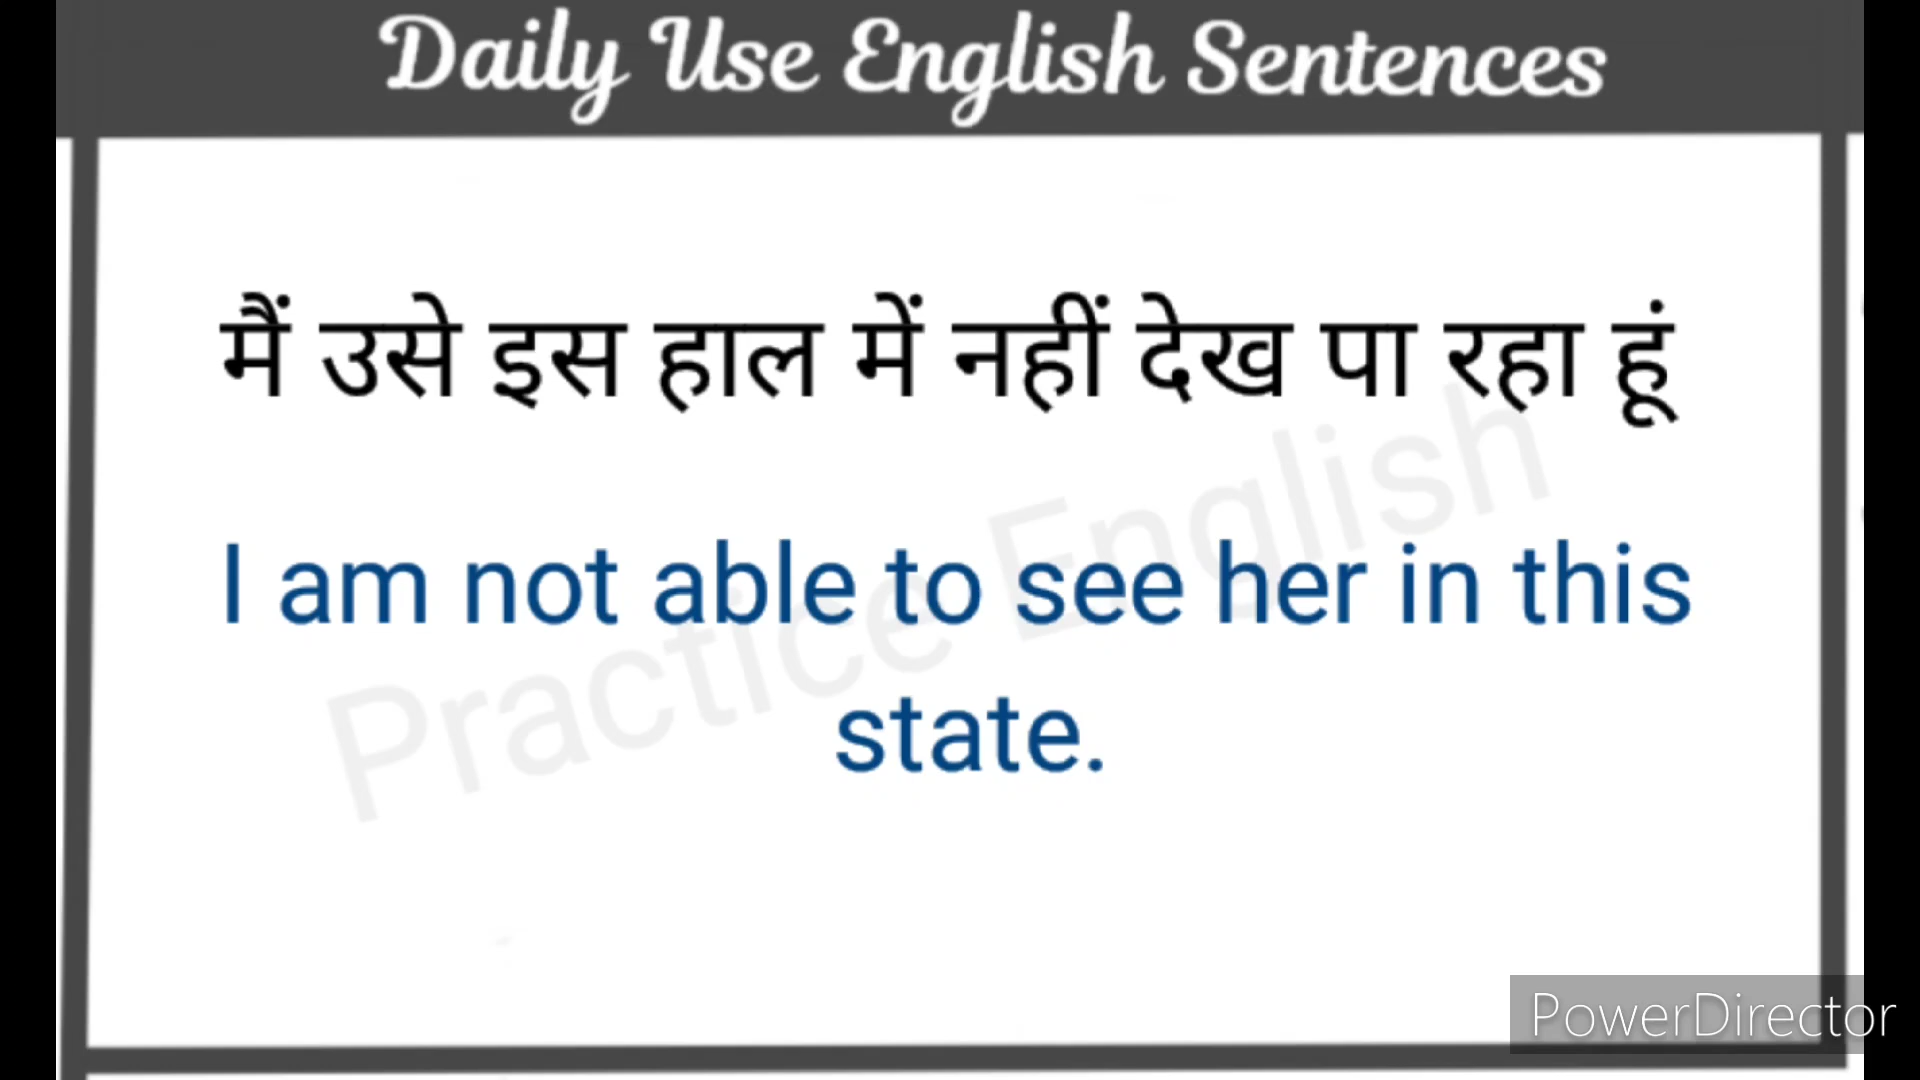 Daily Use English Sentences
मैं उसे इस हाल में नहीं देख पा रहा हूं
I am not able to see her in this
state.
Practice English
PowerDirector